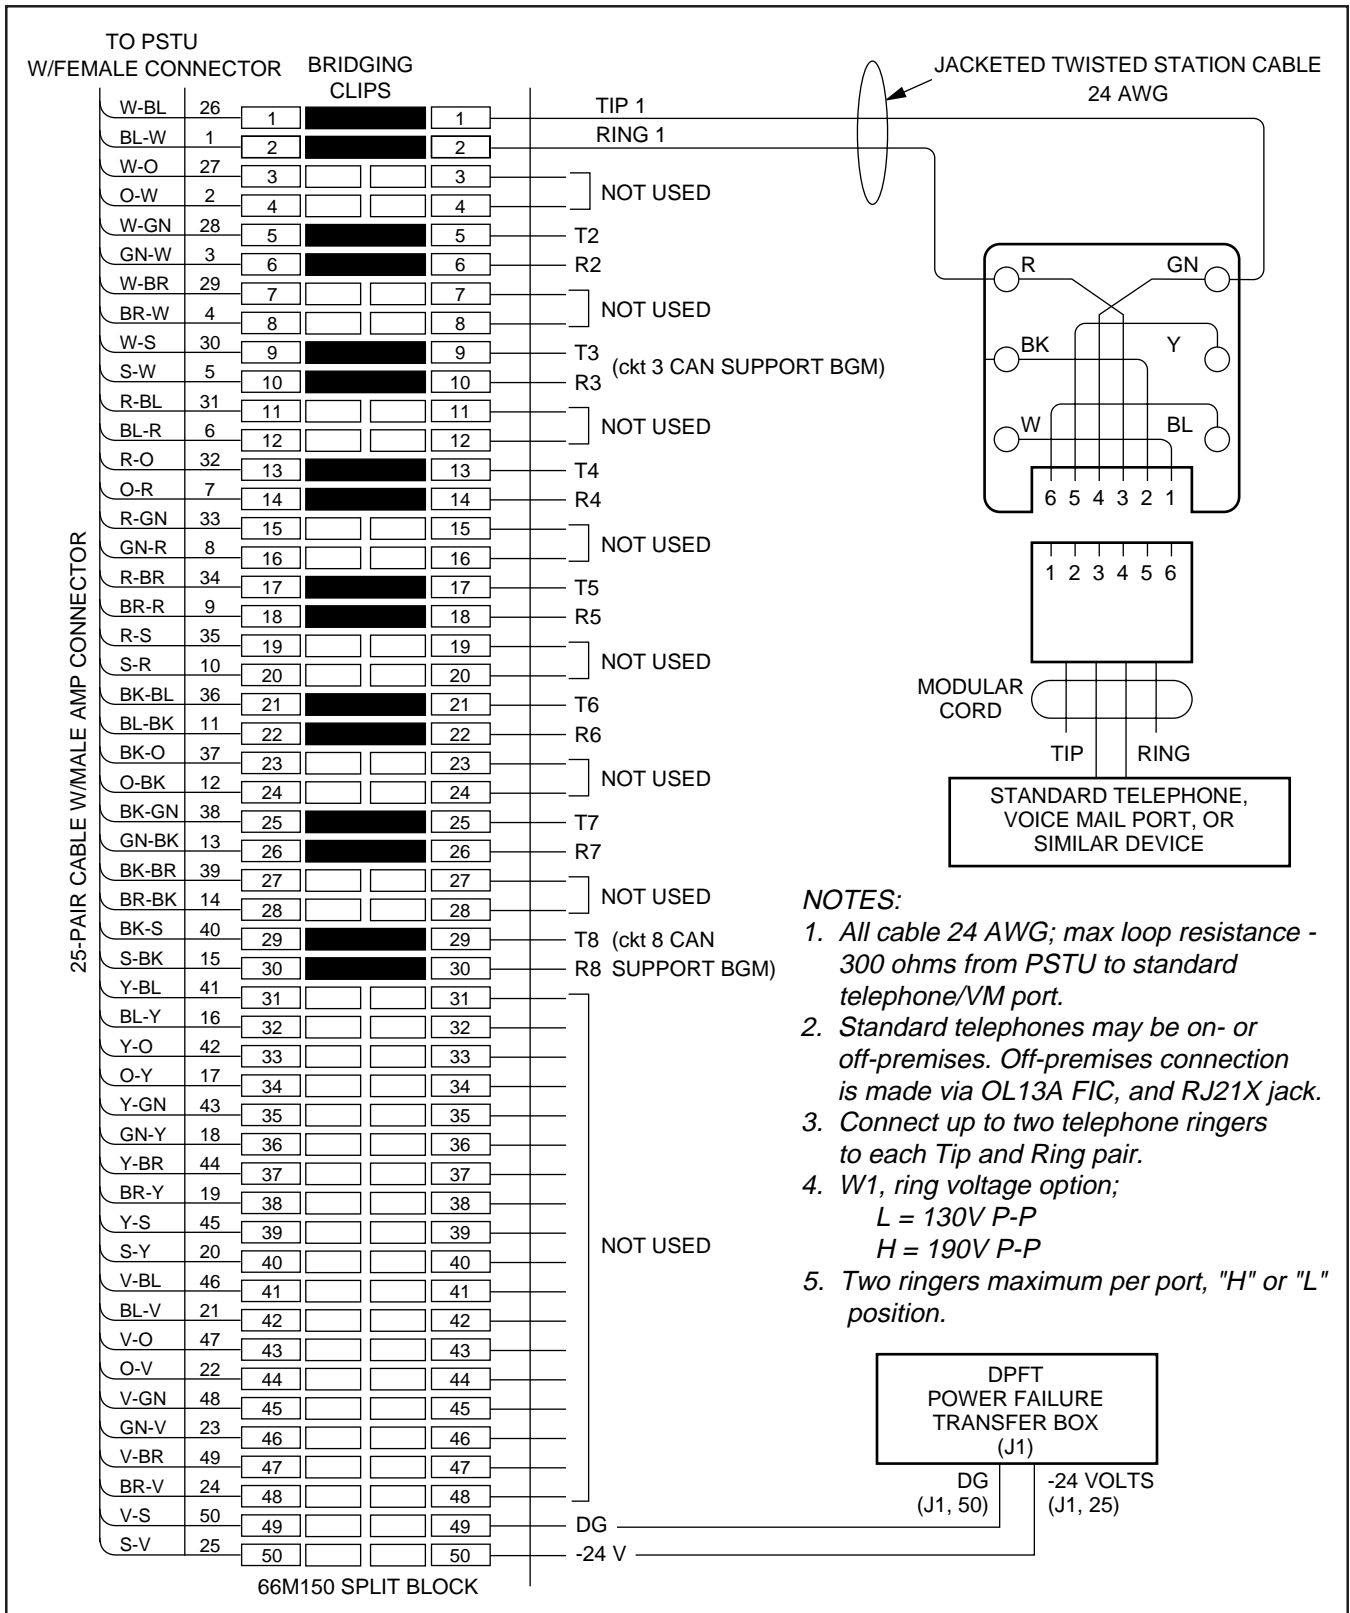 TO PSTU
W/FEMALE CONNECTOR
BRIDGING
CLIPS
JACKETED TWISTED STATION CABLE
24 AWG
25-PAIR CABLE W/MALE AMP CONNECTOR
W-BL 26 1 1 TIP 1
BL-W 1 2 2 RING 1
W-O 27 3 3
O-W 2 4 4
NOT USED
W-GN 28 5 5 T2
GN-W 3 6 6 R2
W-BR 29 7 7
BR-W 4 8 8
NOT USED
W-S 30 9 9 T3
S-W 5 10 10 R3
(ckt 3 CAN SUPPORT BGM)
R-BL 31 11 11
BL-R 6 12 12
NOT USED
R-O 32 13 13 T4
O-R 7 14 14 R4
R-GN 33 15 15
GN-R 8 16 16
NOT USED
R-BR 34 17 17 T5
BR-R 9 18 18 R5
R-S 35 19 19
S-R 10 20 20
NOT USED
BK-BL 36 21 21 T6
BL-BK 11 22 22 R6
BK-O 37 23 23
O-BK 12 24 24
NOT USED
BK-GN 38 25 25 T7
GN-BK 13 26 26 R7
BK-BR 39 27 27
BR-BK 14 28 28
NOT USED
BK-S 40 29 29 T8 (ckt 8 CAN
S-BK 15 30 30 R8 SUPPORT BGM)
Y-BL 41 31 31
BL-Y 16 32 32
Y-O 42 33 33
O-Y 17 34 34
Y-GN 43 35 35
GN-Y 18 36 36
Y-BR 44 37 37
BR-Y 19 38 38
Y-S 45 39 39
NOT USED
S-Y 20 40 40
V-BL 46 41 41
BL-V 21 42 42
V-O 47 43 43
O-V 22 44 44
V-GN 48 45 45
GN-V 23 46 46
V-BR 49 47 47
BR-V 24 48 48
V-S 50 49 49 DG
S-V 25 50 50 -24 V
66M150 SPLIT BLOCK
R GN
BK Y
W BL
6 5 4 3 2 1
1 2 3 4 5 6
MODULAR
CORD
TIP RING
STANDARD TELEPHONE,
VOICE MAIL PORT, OR
SIMILAR DEVICE
NOTES:
1. All cable 24 AWG; max loop resistance -
300 ohms from PSTU to standard
telephone/VM port.
2. Standard telephones may be on- or
off-premises. Off-premises connection
is made via OL13A FIC, and RJ21X jack.
3. Connect up to two telephone ringers
to each Tip and Ring pair.
4. W1, ring voltage option;
L = 130V P-P
H = 190V P-P
5. Two ringers maximum per port, "H" or "L"
position.
DPFT
POWER FAILURE
TRANSFER BOX
(J1)
DG
(J1, 50)
-24 VOLTS
(J1, 25)